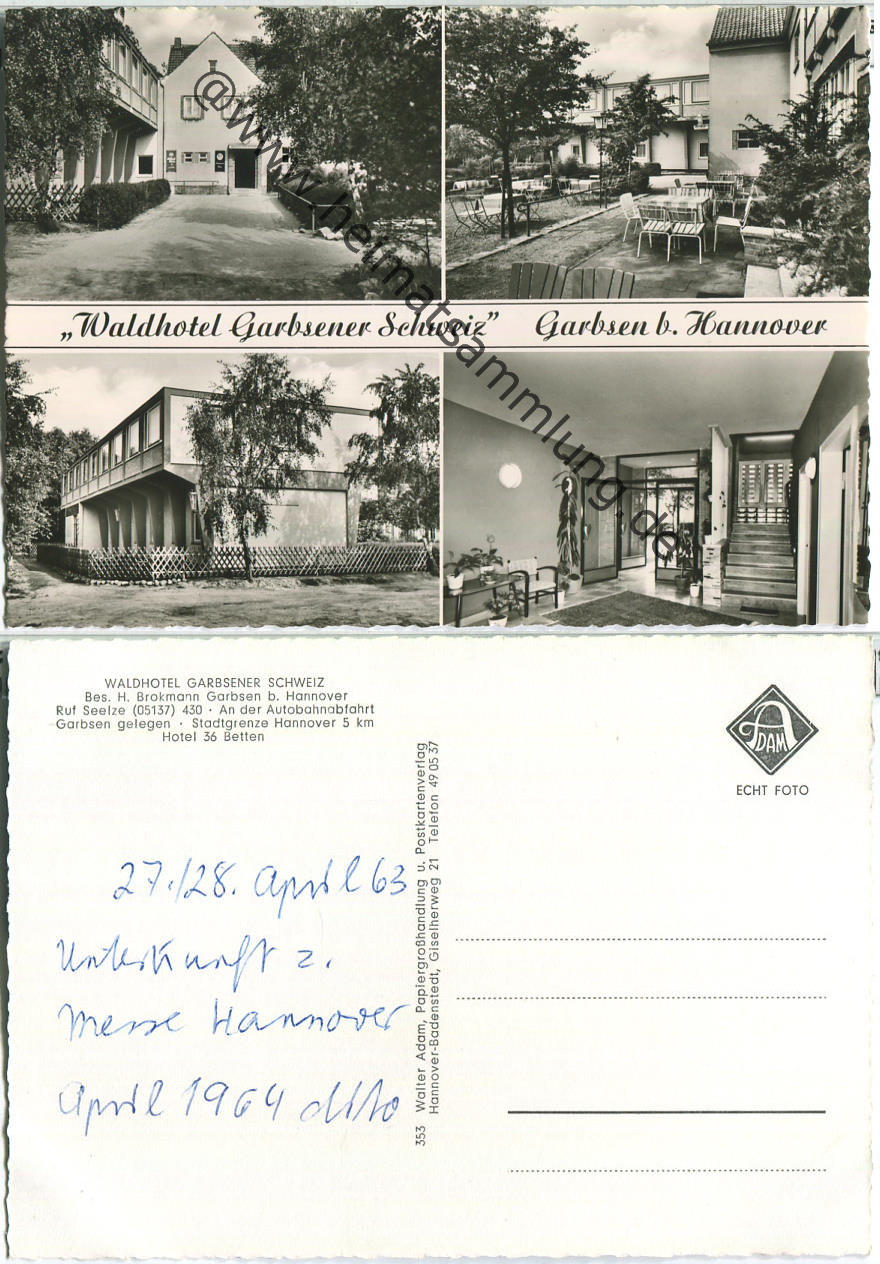 @www.heimatsammlung.de
„Waldhotel Garbsener Schweiz” Garbsen b. Hannover
WALDHOTEL GARBSENER SCHWEIZ
Bes. H. Brokmann Garbsen b. Hannover
Ruf Seelze (05137) 430 · An der Autobahnabfahrt
Garbsen gelegen · Stadtgrenze Hannover 5 km
Hotel 36 Betten
ADAM
ECHT FOTO
27./28. April 63
Unterkunft z.
Messe Hannover
April 1964 dito
353 Walter Adam, Papiergroßhandlung u. Postkartenverlag
Hannover-Badenstedt, Giselherweg 21 Telefon 49 05 37